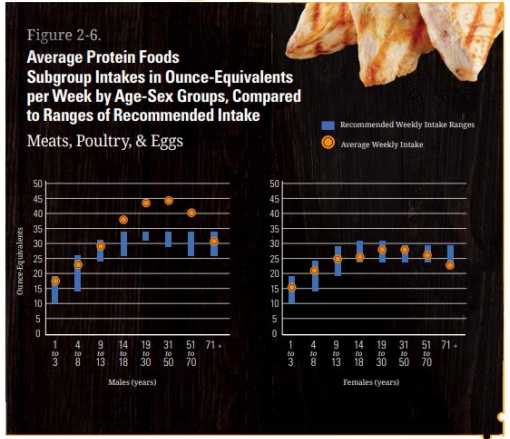 Figure 2-6.
Average Protein Foods
Subgroup Intakes in Ounce-Equivalents
per Week by Age-Sex Groups, Compared
to Ranges of Recommended Intake
Meats, Poultry, & Eggs
Recommended Weekly Intake Ranges
Average Weekly Intake
Ounce-Equivalents
50
45
40
35
30
25
20
15
10
5
0
1 4 9 14 19 31 51 71 +
to to to to to to to
3 8 13 18 30 50 70
Males (years)
50
45
40
35
30
25
20
15
10
5
0
1 4 9 14 19 31 51 71 +
to to to to to to to
3 8 13 18 30 50 70
Females (years)